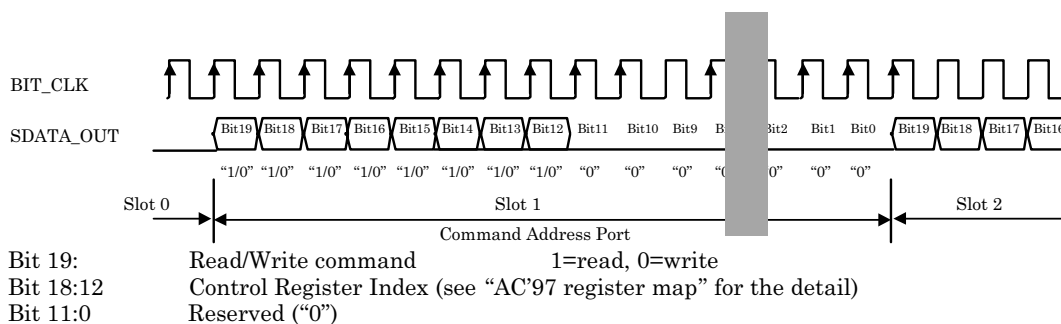 BIT_CLK
SDATA_OUT
Bit19 Bit18 Bit17 Bit16 Bit15 Bit14 Bit13 Bit12 Bit11 Bit10 Bit9 Bit1 Bit0 Bit19 Bit18 Bit17 Bit16
“1/0” “1/0” “1/0” “1/0” “1/0” “1/0” “1/0” “1/0” “0” “0” “0” “0” “0”
Slot 0 Slot 1 Slot 2
Command Address Port
Bit 19: Read/Write command 1=read, 0=write
Bit 18:12 Control Register Index (see “AC’97 register map” for the detail)
Bit 11:0 Reserved (“0”)